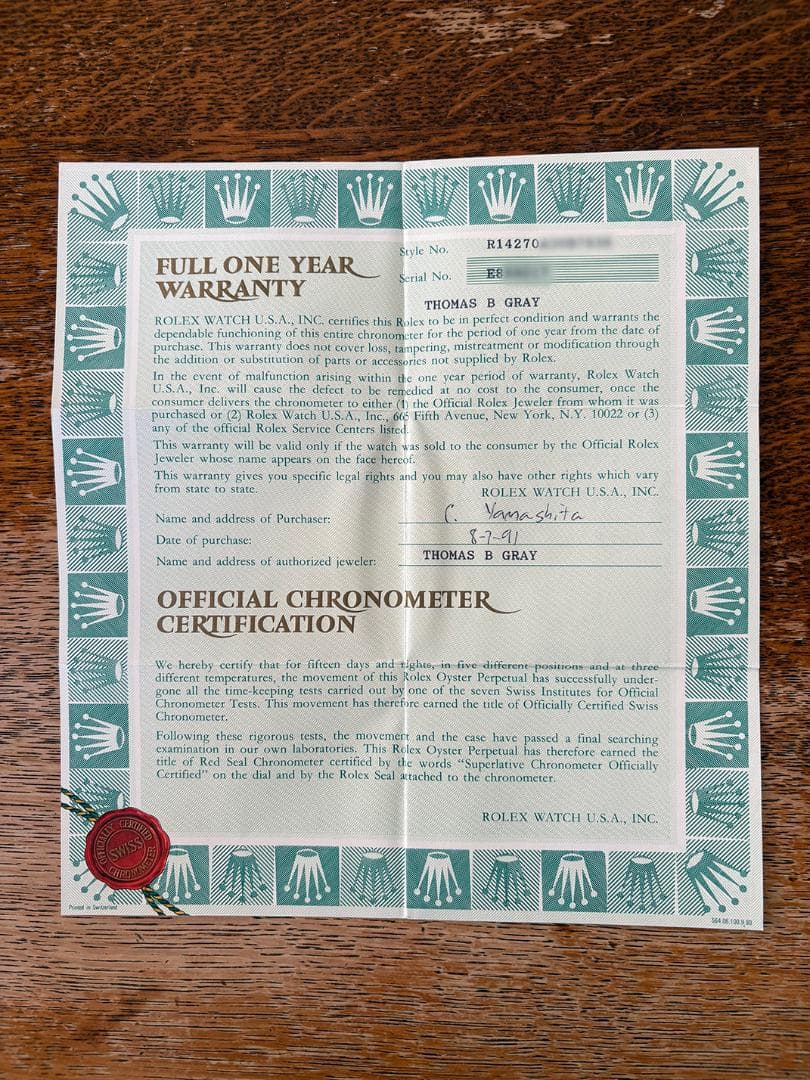 Style No. R14270
FULL ONE YEAR
WARRANTY
Serial No. E8
THOMAS B GRAY
ROLEX WATCH U.S.A., INC. certifies this Rolex to be in perfect condition and warrants the
dependable functioning of this entire chronometer for the period of one year from the date of
purchase. This warranty does not cover loss, tampering, mistreatment or modification through
the addition or substitution of parts or accessories not supplied by Rolex.
In the event of malfunction arising within the one year period of warranty, Rolex Watch
U.S.A., Inc. will cause the defect to be remedied at no cost to the consumer, once the
consumer delivers the chronometer to either (1) the Official Rolex Jeweler from whom it was
purchased or (2) Rolex Watch U.S.A., Inc., 665 Fifth Avenue, New York, N.Y. 10022 or (3)
any of the official Rolex Service Centers listed.
This warranty will be valid only if the watch was sold to the consumer by the Official Rolex
Jeweler whose name appears on the face hereof.
This warranty gives you specific legal rights and you may also have other rights which vary
from state to state.
ROLEX WATCH U.S.A., INC.
Name and address of Purchaser: C. Yamashita
Date of purchase: 8-7-91
Name and address of authorized jeweler: THOMAS B GRAY
OFFICIAL CHRONOMETER
CERTIFICATION
We hereby certify that for fifteen days and nights, in five different positions and at three
different temperatures, the movement of this Rolex Oyster Perpetual has successfully under-
gone all the time-keeping tests carried out by one of the seven Swiss Institutes for Official
Chronometer Tests. This movement has therefore earned the title of Officially Certified Swiss
Chronometer.
Following these rigorous tests, the movement and the case have passed a final searching
examination in our own laboratories. This Rolex Oyster Perpetual has therefore earned the
title of Red Seal Chronometer certified by the words “Superlative Chronometer Officially
Certified” on the dial and by the Rolex Seal attached to the chronometer.
ROLEX WATCH U.S.A., INC.
OFFICIALLY CERTIFIED
SWISS
CHRONOMETER
Printed in Switzerland
564.06.100.9.90